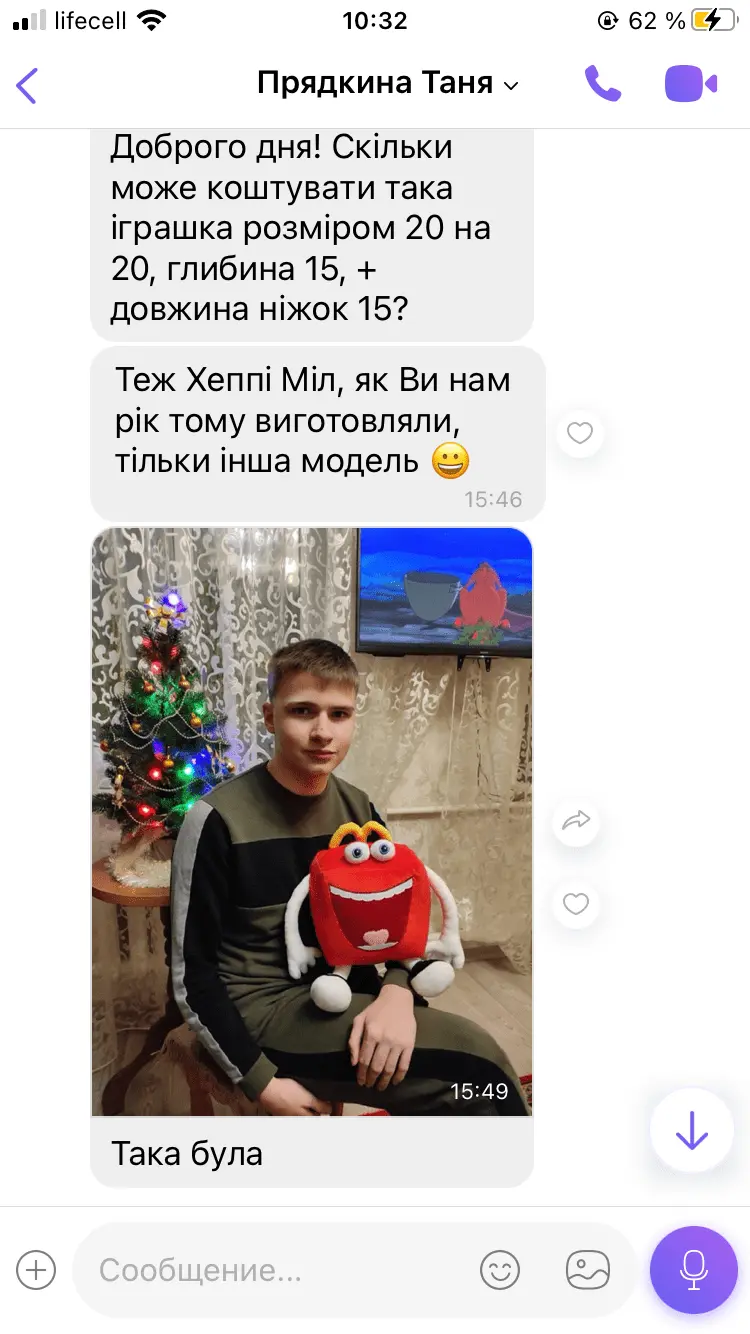 lifecell 10:32 62 %
Прядкина Таня
Доброго дня! Скільки
може коштувати така
іграшка розміром 20 на
20, глибина 15, +
довжина ніжок 15?
Теж Хеппі Міл, як Ви нам
рік тому виготовляли,
тільки інша модель 😀
15:46
15:49
Така була
Сообщение...